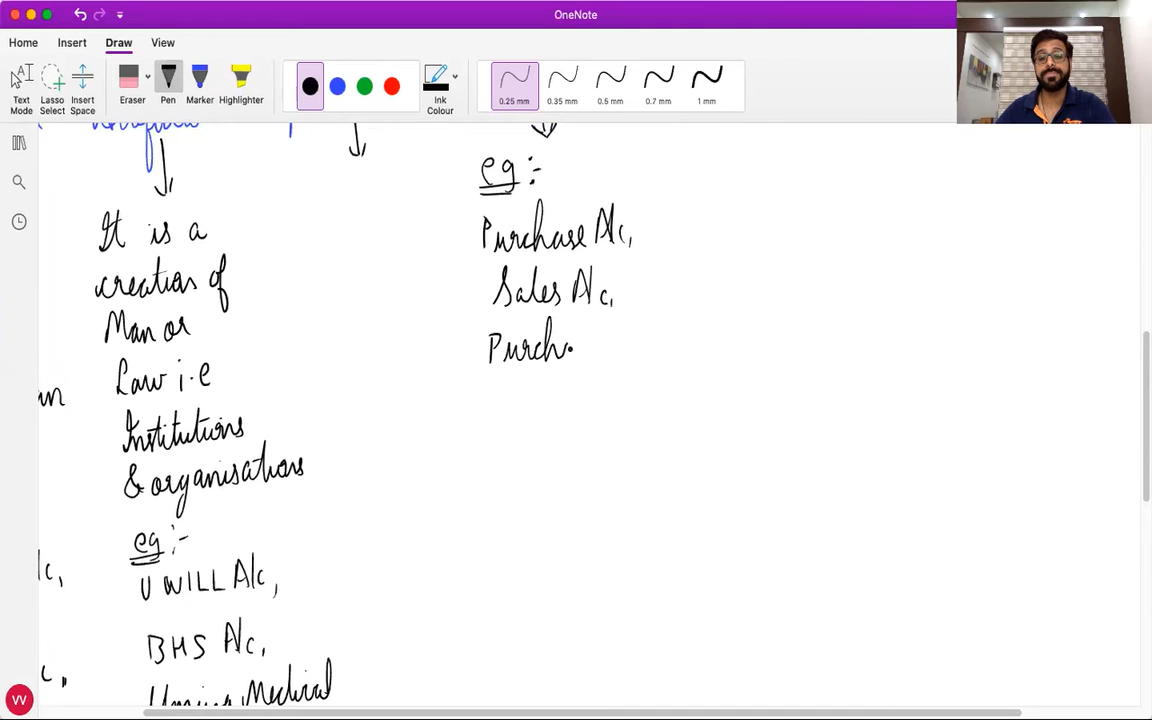 OneNote
Home Insert Draw View
Text Mode
Lasso Select
Insert Space
Eraser
Pen
Marker
Highlighter
Ink Colour
0.25 mm
0.35 mm
0.5 mm
0.7 mm
1 mm
It is a
creation of
Man or
Law i.e
Institutions
& organisations
eg :-
U WILL A/c,
BHS A/c,
Medical
eg :-
Purchase A/c,
Sales A/c,
Purch
VV